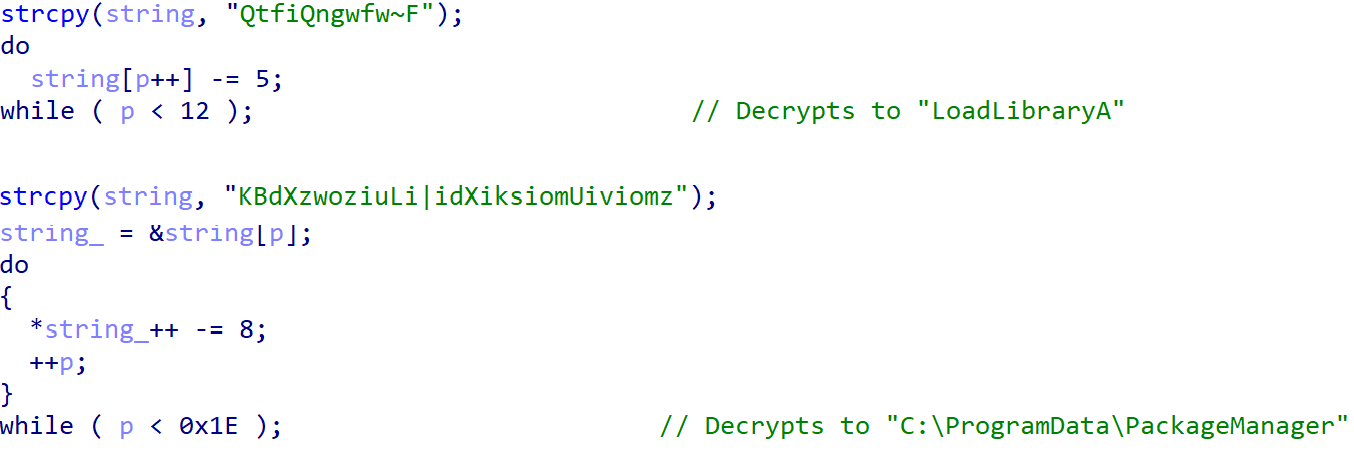 strcpy(string, "QtfiQngwfw~F");
do
string[p++] -= 5;
while ( p < 12 ); // Decrypts to "LoadLibraryA"
strcpy(string, "KBdXzwoziuLi|idXiksiomUiviomz");
string_ = &string[p];
do
{
*string_++ -= 8;
++p;
}
while ( p < 0x1E ); // Decrypts to "C:\ProgramData\PackageManager"